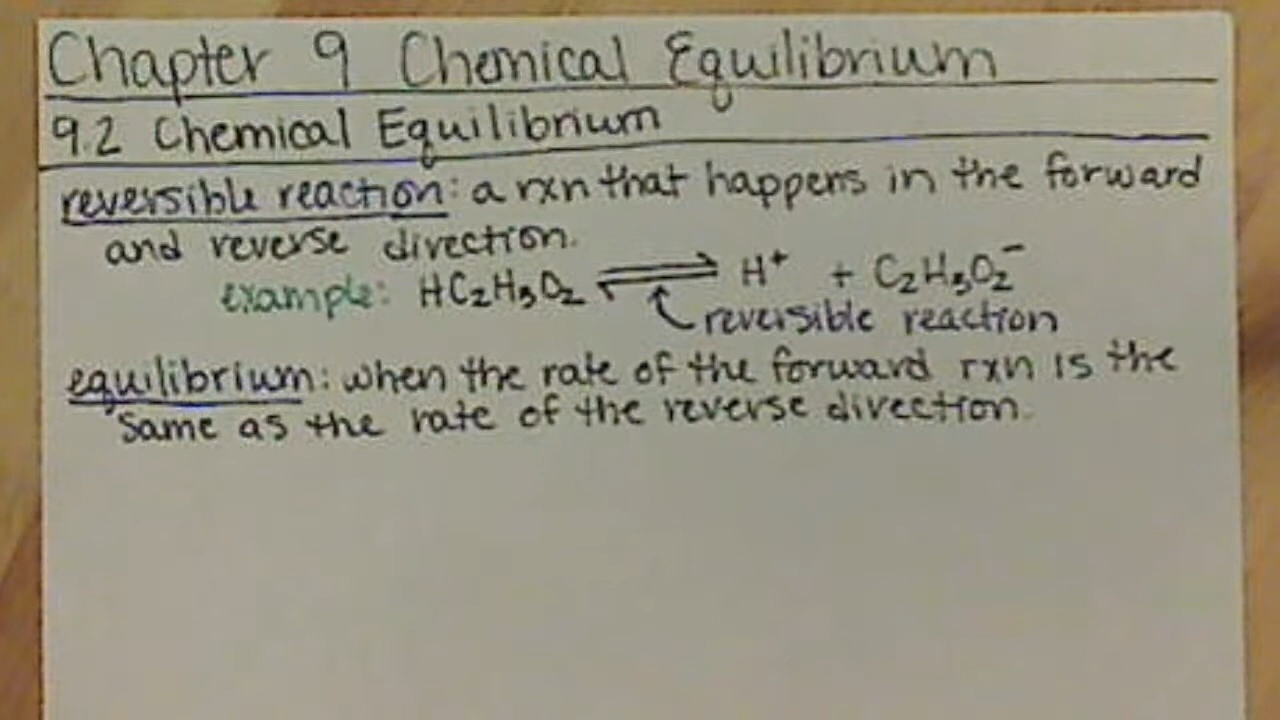 Chapter 9 Chemical Equilibrium
9.2 Chemical Equilibrium
reversible reaction: a rxn that happens in the forward
and reverse direction.
example: HC₂H₃O₂ ⇌ H⁺ + C₂H₃O₂⁻
reversible reaction
equilibrium: when the rate of the forward rxn is the
same as the rate of the reverse direction.